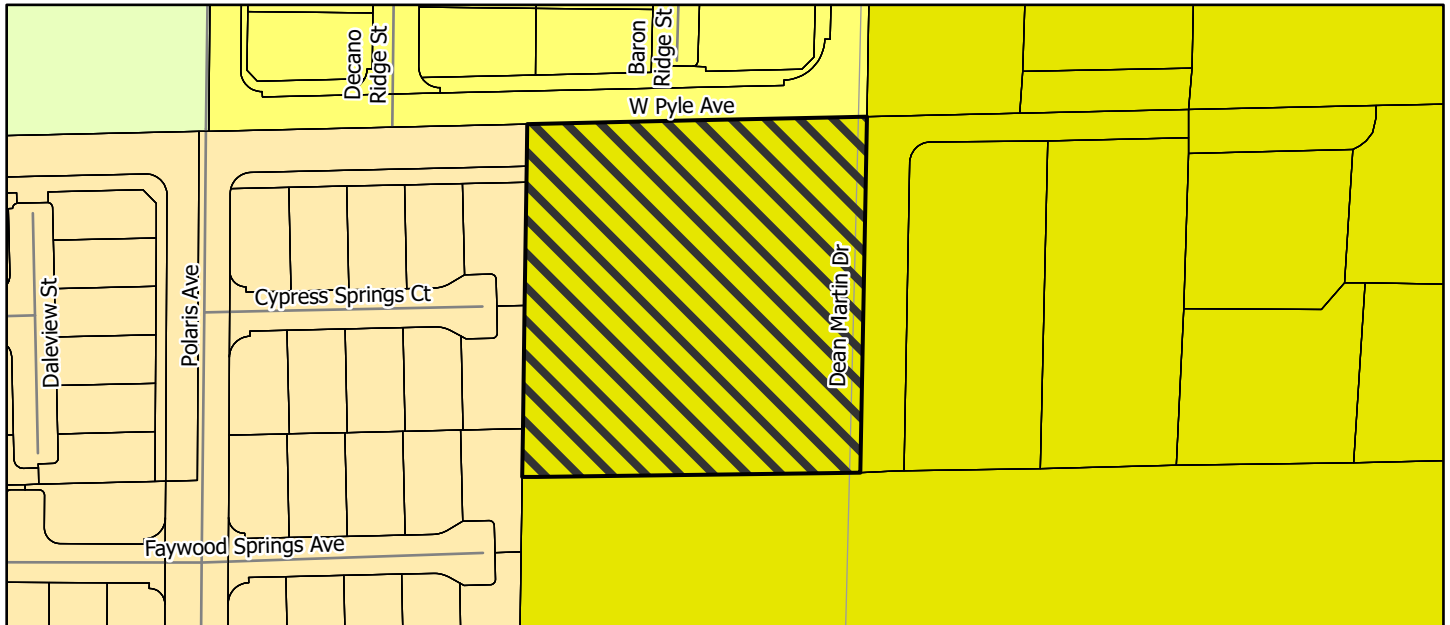 Decano
Ridge St
Baron
Ridge St
W Pyle Ave
Daleview St
Polaris Ave
Cypress Springs Ct
Dean Martin Dr
Faywood Springs Ave